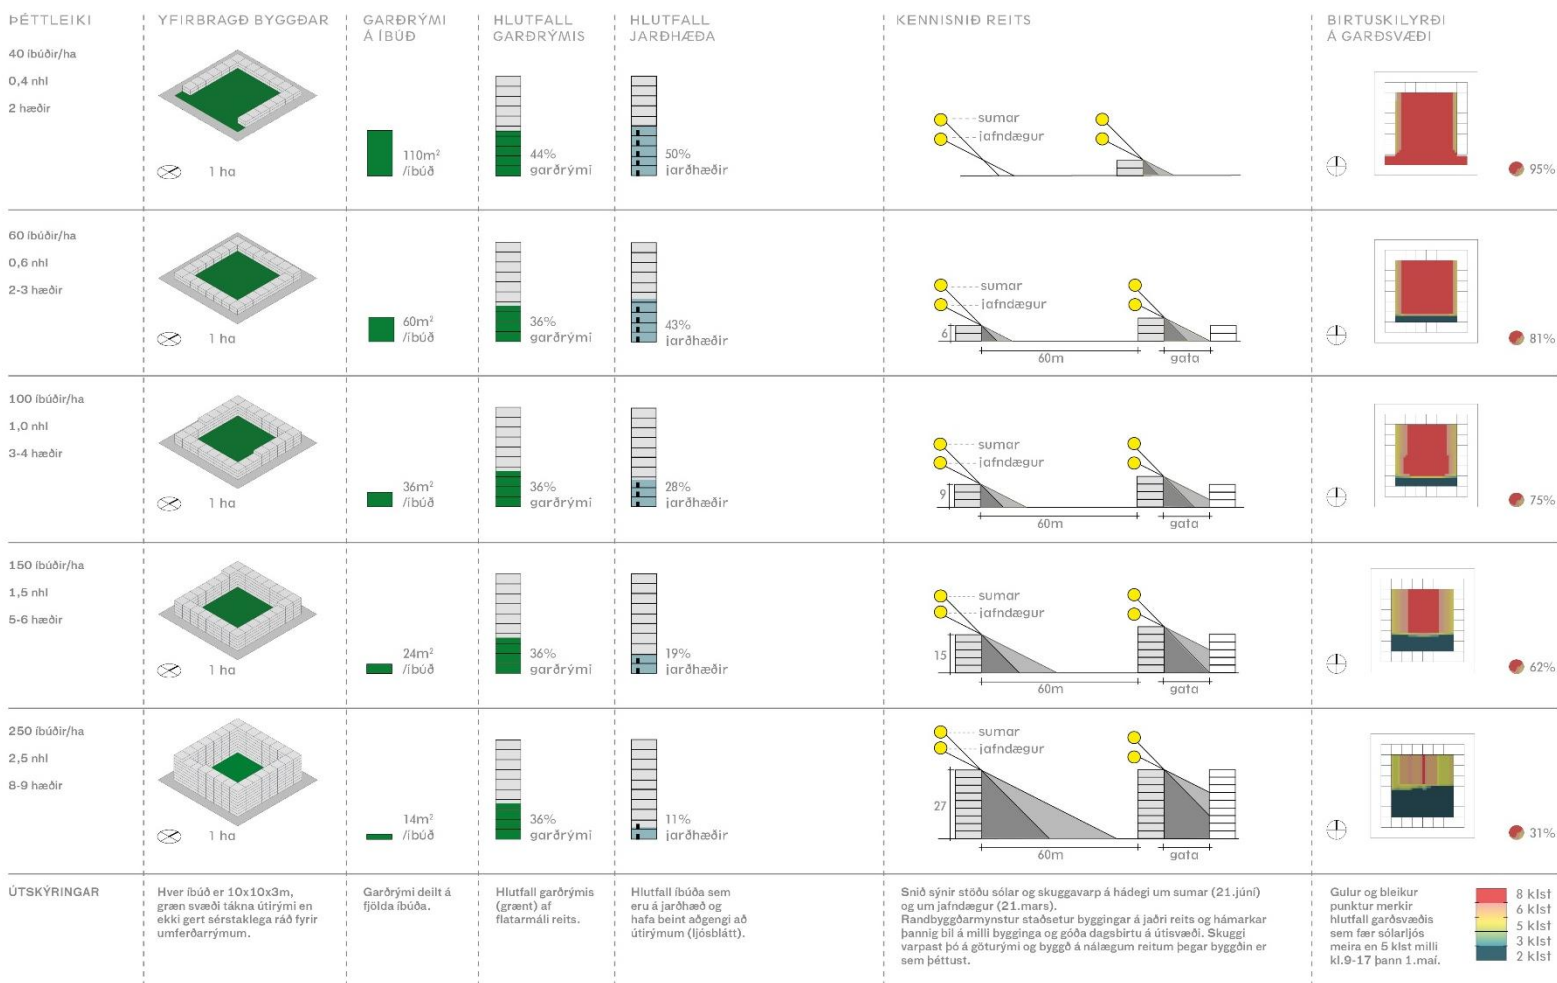 ÞÉTTLEIKI
YFIRBRAGÐ BYGGÐAR
GARÐRÝMI
Á ÍBÚÐ
HLUTFALL
GARÐRÝMIS
HLUTFALL
JARÐHÆÐA
KENNISNIÐ REITS
BIRTUSKILYRÐI
Á GARÐSVÆÐI
40 íbúðir/ha
0,4 nhl
2 hæðir
1 ha
110m²
/íbúð
44%
garðrými
50%
jarðhæðir
sumar
jafndægur
95%
60 íbúðir/ha
0,6 nhl
2-3 hæðir
1 ha
60m²
/íbúð
36%
garðrými
43%
jarðhæðir
sumar
jafndægur
6
60m
gata
81%
100 íbúðir/ha
1,0 nhl
3-4 hæðir
1 ha
36m²
/íbúð
36%
garðrými
28%
jarðhæðir
sumar
jafndægur
9
60m
gata
75%
150 íbúðir/ha
1,5 nhl
5-6 hæðir
1 ha
24m²
/íbúð
36%
garðrými
19%
jarðhæðir
sumar
jafndægur
15
60m
gata
62%
250 íbúðir/ha
2,5 nhl
8-9 hæðir
1 ha
14m²
/íbúð
36%
garðrými
11%
jarðhæðir
sumar
jafndægur
27
60m
gata
31%
ÚTSKÝRINGAR
Hver íbúð er 10x10x3m,
græn svæði tákna útirými en
ekki gert sérstaklega ráð fyrir
umferðarrýmum.
Garðrými deilt á
fjölda íbúða.
Hlutfall garðrýmis
(grænt) af
flatarmáli reits.
Hlutfall íbúða sem
eru á jarðhæð og
hafa beint aðgengi að
útirýmum (ljósblátt).
Snið sýnir stöðu sólar og skuggavarp á hádegi um sumar (21.júní)
og um jafndægur (21.mars).
Randbyggðarmynstur staðsetur byggingar á jaðri reits og hámarkar
þannig bil á milli bygginga og góða dagsbirtu á útisvæði. Skuggi
varpast þó á göturými og byggð á nálægum reitum þegar byggðin er
sem þéttust.
Gulur og bleikur
punktur merkir
hlutfall garðsvæðis
sem fær sólarljós
meira en 5 klst milli
kl.9-17 þann 1.maí.
8 klst
6 klst
5 klst
3 klst
2 klst